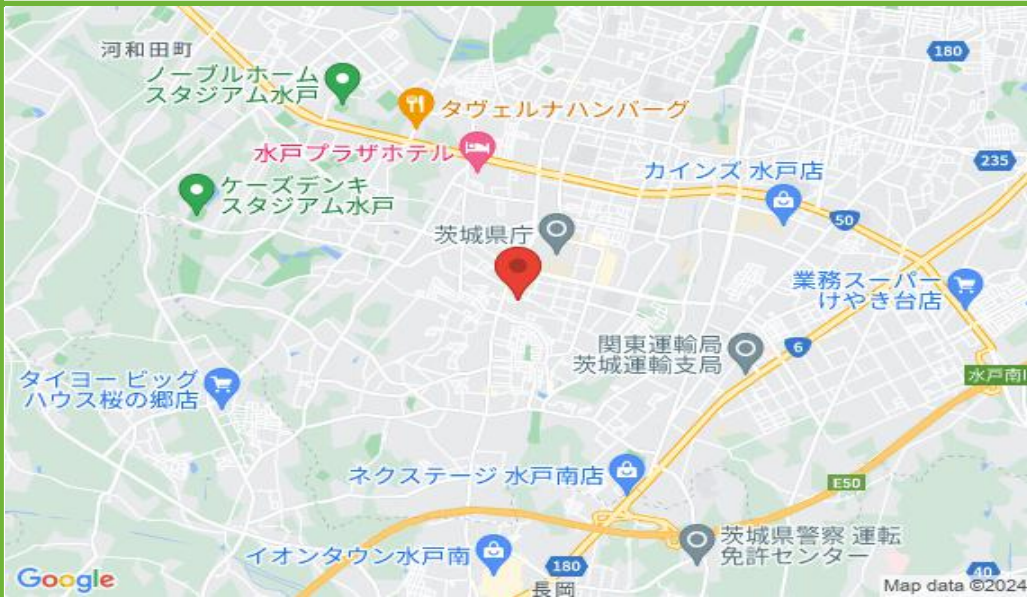 河和田町
180
ノーブルホーム
スタジアム水戸
タヴェルナハンバーグ
水戸プラザホテル
235
カインズ 水戸店
ケーズデンキ
スタジアム水戸
50
茨城県庁
業務スーパー
けやき台店
関東運輸局
茨城運輸支局
6
水戸南I
タイヨー ビッグ
ハウス桜の郷店
ネクステージ 水戸南店
E50
茨城県警察 運転
免許センター
イオンタウン水戸南
180
40
長岡
Google
Map data ©2024